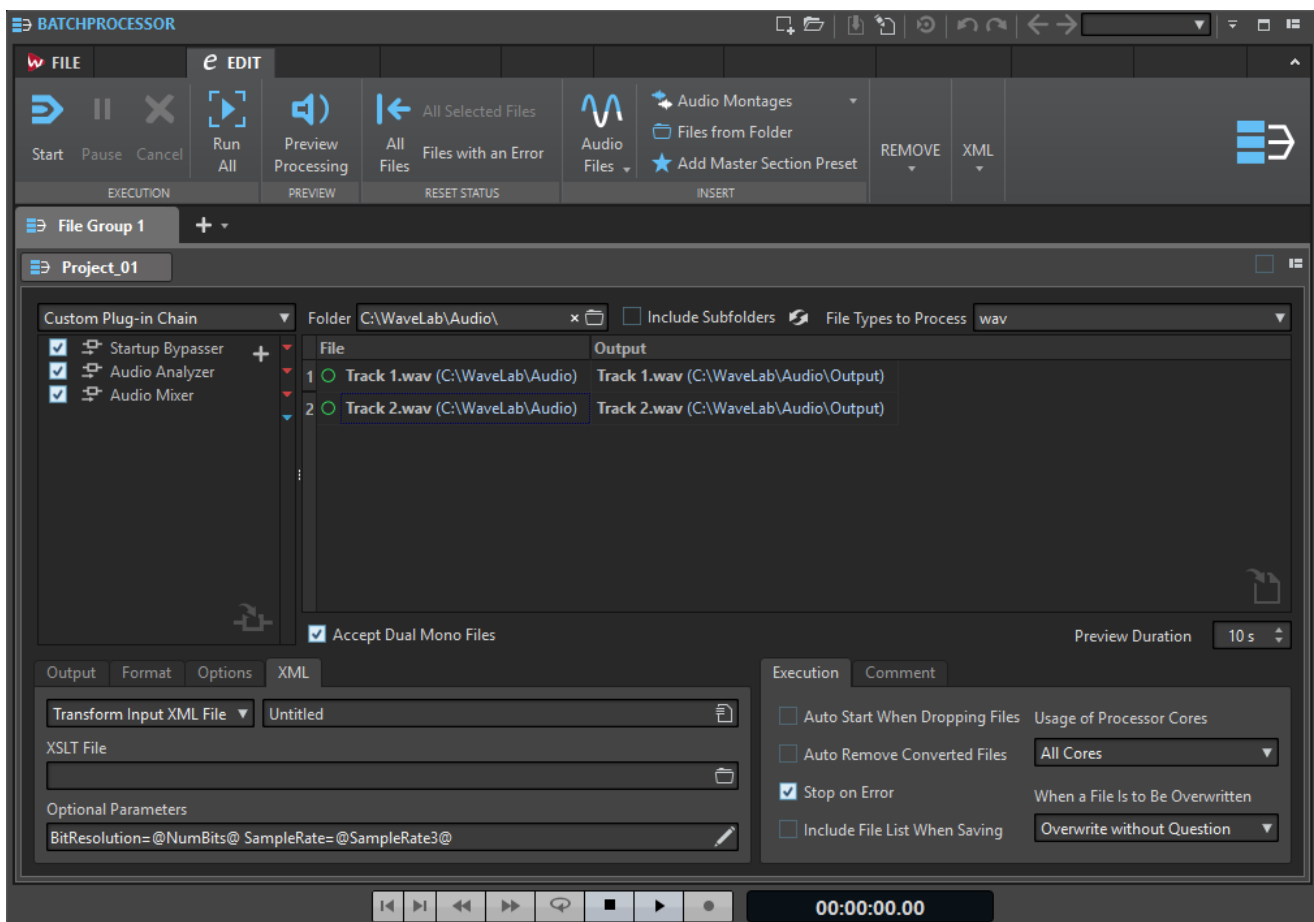 BATCHPROCESSOR
FILE
EDIT
Start
Pause
Cancel
Run All
EXECUTION
Preview Processing
PREVIEW
All Files
All Selected Files
Files with an Error
RESET STATUS
Audio Files
Audio Montages
Files from Folder
Add Master Section Preset
INSERT
REMOVE
XML
File Group 1
Project_01
Custom Plug-in Chain
Folder C:\WaveLab\Audio\
Include Subfolders
File Types to Process wav
Startup Bypasser
Audio Analyzer
Audio Mixer
File Output
1 Track 1.wav (C:\WaveLab\Audio) Track 1.wav (C:\WaveLab\Audio\Output)
2 Track 2.wav (C:\WaveLab\Audio) Track 2.wav (C:\WaveLab\Audio\Output)
Accept Dual Mono Files
Preview Duration 10 s
Output Format Options XML
Transform Input XML File Untitled
XSLT File
Optional Parameters
BitResolution=@NumBits@ SampleRate=@SampleRate3@
Execution Comment
Auto Start When Dropping Files
Auto Remove Converted Files
Stop on Error
Include File List When Saving
Usage of Processor Cores
All Cores
When a File Is to Be Overwritten
Overwrite without Question
00:00:00.00